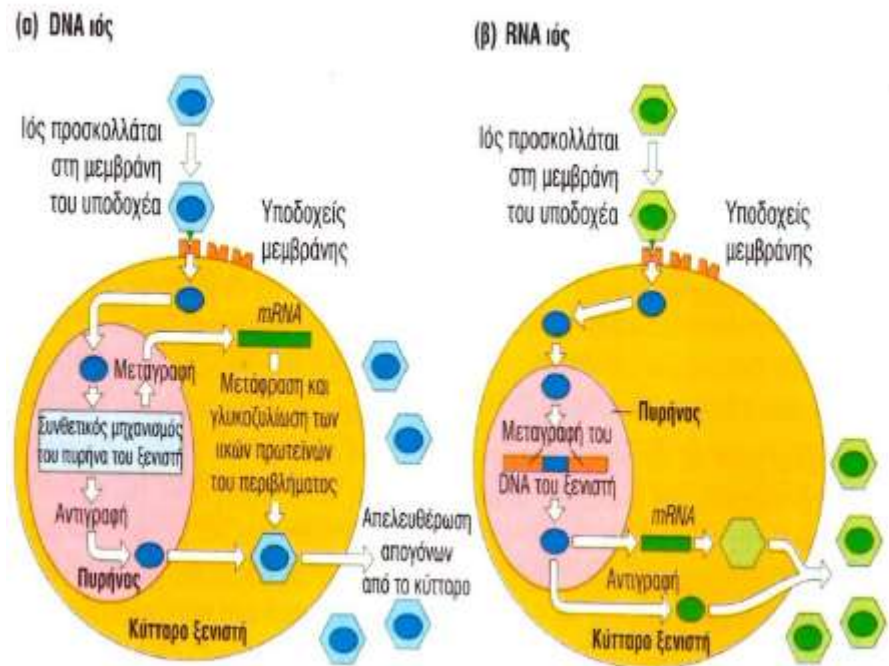 (α) DNA ιός
Ιός προσκολλάται
στη μεμβράνη
του υποδοχέα
Υποδοχείς
μεμβράνης
mRNA
Μεταγραφή
Συνθετικός μηχανισμός
του πυρήνα του ξενιστή
Μετάφραση και
γλυκοζυλίωση των
ιικών πρωτεϊνών
του περιβλήματος
Αντιγραφή
Πυρήνας
Απελευθέρωση
απογόνων
από το κύτταρο
Κύτταρο ξενιστή
(β) RNA ιός
Ιός προσκολλάται
στη μεμβράνη
του υποδοχέα
Υποδοχείς
μεμβράνης
Πυρήνας
Μεταγραφή του
DNA του ξενιστή
mRNA
Αντιγραφή
Κύτταρο ξενιστή